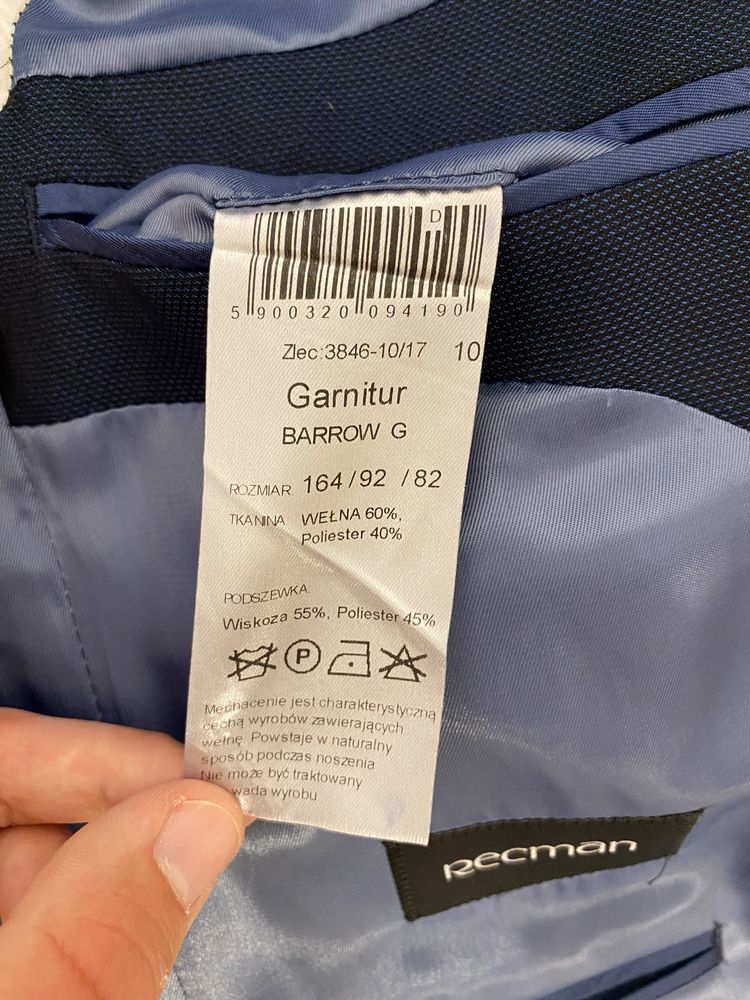 D
5 900320 094190
Zlec:3846-10/17 10
Garnitur
BARROW G
ROZMIAR 164/92 /82
TKANINA WEŁNA 60%,
Poliester 40%
PODSZEWKA
Wiskoza 55%, Poliester 45%
P
Mechacenie jest charakterystyczną
cechą wyrobów zawierających
wełnę. Powstaje w naturalny
sposób podczas noszenia
Nie może być traktowany
wada wyrobu
Recman